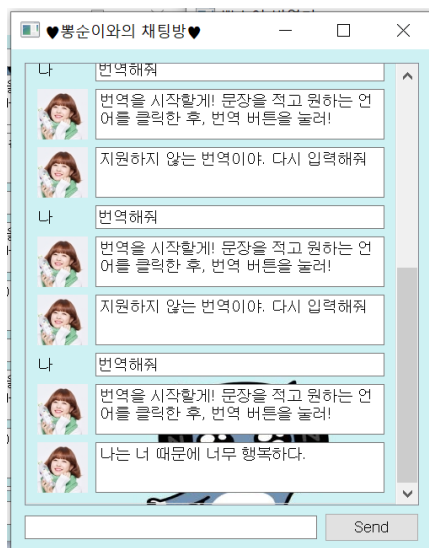 ♥뽕순이와의 채팅방♥
나 번역해줘
번역을 시작할게! 문장을 적고 원하는 언
어를 클릭한 후, 번역 버튼을 눌러!
지원하지 않는 번역이야. 다시 입력해줘
나 번역해줘
번역을 시작할게! 문장을 적고 원하는 언
어를 클릭한 후, 번역 버튼을 눌러!
지원하지 않는 번역이야. 다시 입력해줘
나 번역해줘
번역을 시작할게! 문장을 적고 원하는 언
어를 클릭한 후, 번역 버튼을 눌러!
나는 너 때문에 너무 행복하다.
Send